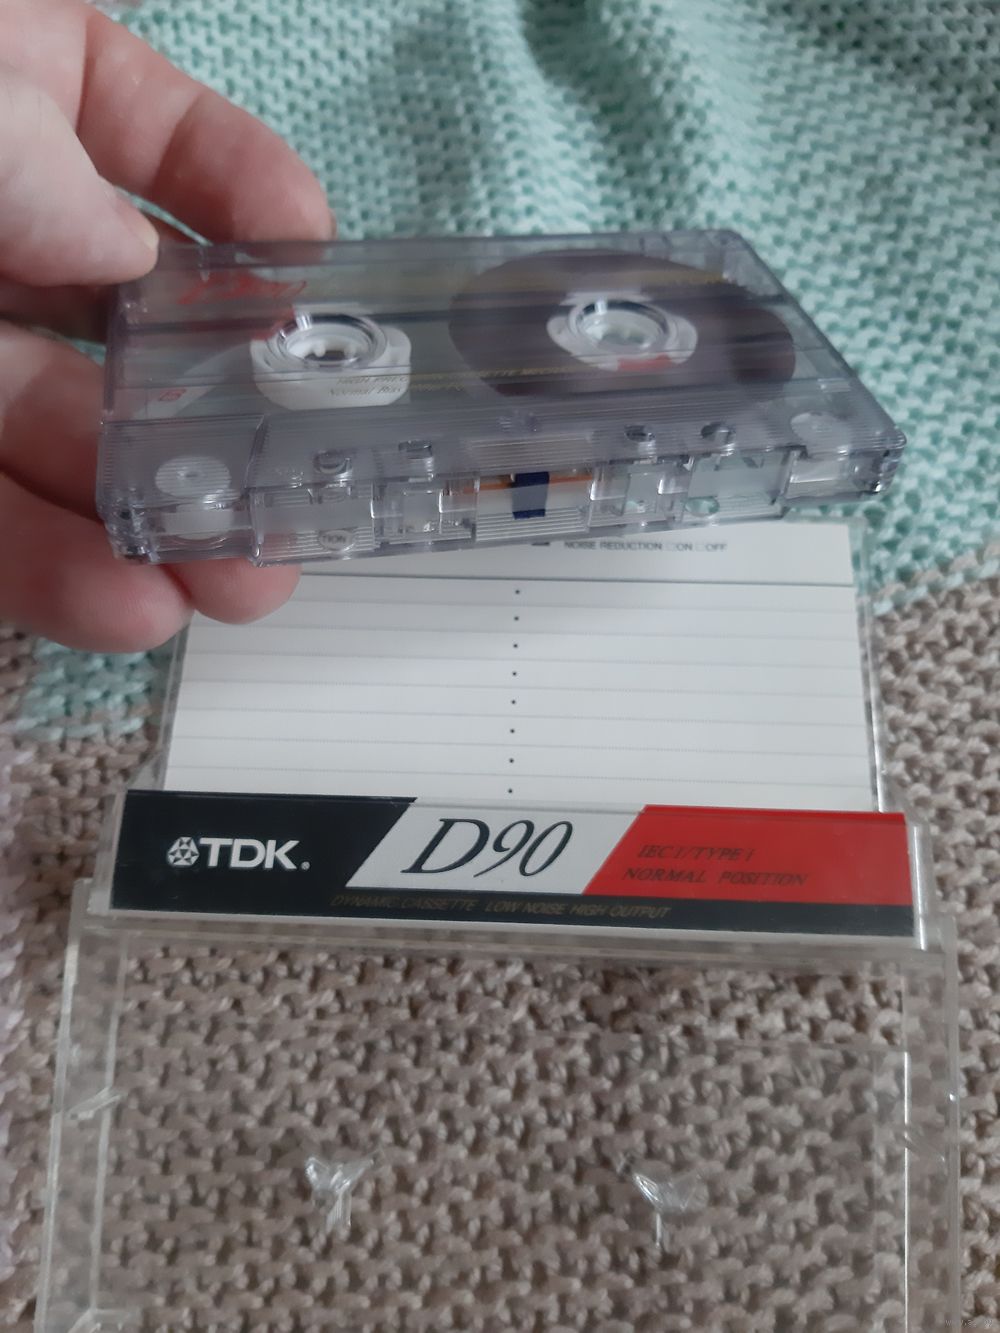 NOISE REDUCTION □ON □OFF
TDK®
D90
IEC I/TYPE I
NORMAL POSITION
DYNAMIC CASSETTE LOW NOISE HIGH OUTPUT